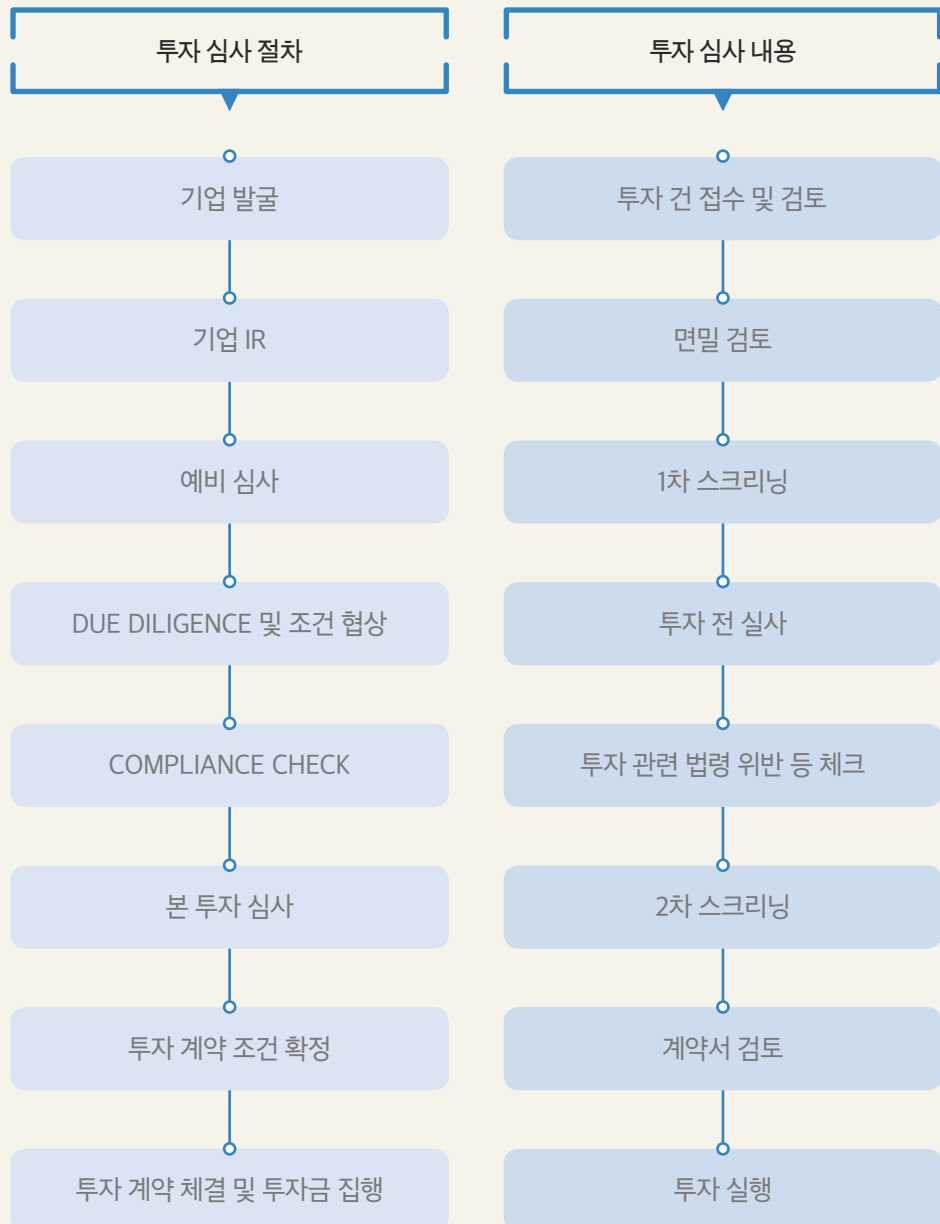 투자 심사 절차
기업 발굴
기업 IR
예비 심사
DUE DILIGENCE 및 조건 협상
COMPLIANCE CHECK
본 투자 심사
투자 계약 조건 확정
투자 계약 체결 및 투자금 집행
투자 심사 내용
투자 건 접수 및 검토
면밀 검토
1차 스크리닝
투자 전 실사
투자 관련 법령 위반 등 체크
2차 스크리닝
계약서 검토
투자 실행